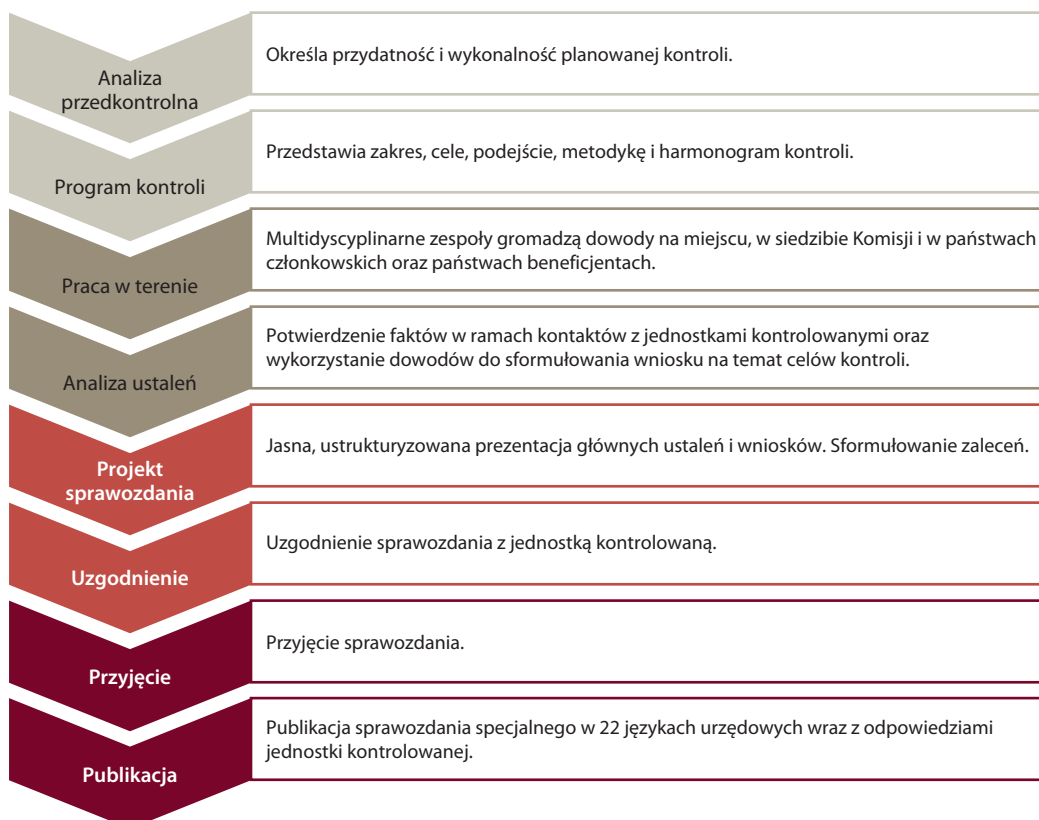 Analiza
przedkontrolna
Określa przydatność i wykonalność planowanej kontroli.
Program kontroli
Przedstawia zakres, cele, podejście, metodykę i harmonogram kontroli.
Praca w terenie
Multidyscyplinarne zespoły gromadzą dowody na miejscu, w siedzibie Komisji i w państwach
członkowskich oraz państwach beneficjentach.
Analiza ustaleń
Potwierdzenie faktów w ramach kontaktów z jednostkami kontrolowanymi oraz
wykorzystanie dowodów do sformułowania wniosku na temat celów kontroli.
Projekt
sprawozdania
Jasna, ustrukturyzowana prezentacja głównych ustaleń i wniosków. Sformułowanie zaleceń.
Uzgodnienie
Uzgodnienie sprawozdania z jednostką kontrolowaną.
Przyjęcie
Przyjęcie sprawozdania.
Publikacja
Publikacja sprawozdania specjalnego w 22 językach urzędowych wraz z odpowiedziami
jednostki kontrolowanej.